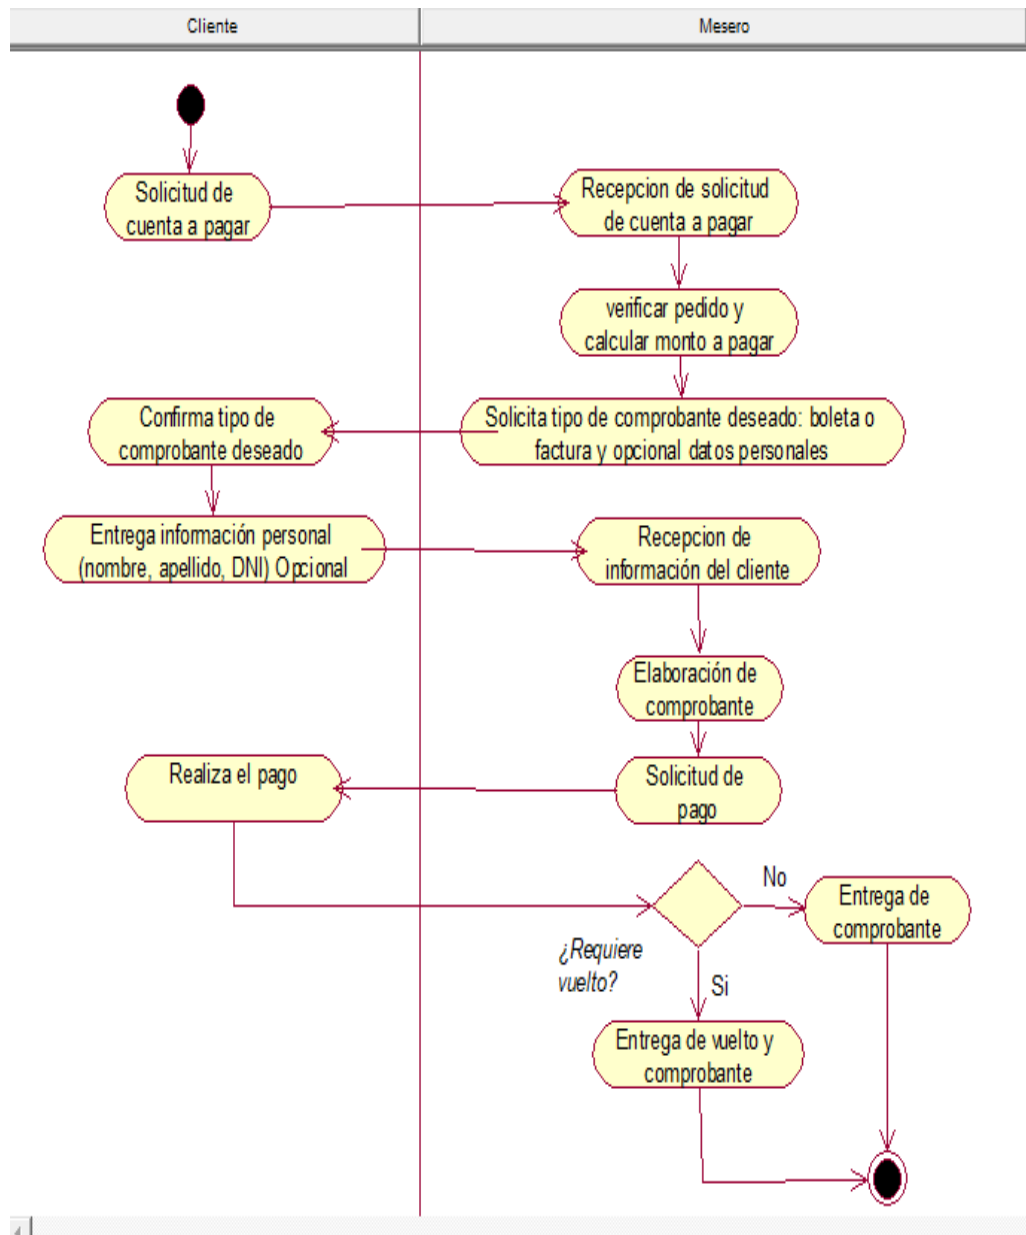 Cliente
Mesero
Solicitud de
cuenta a pagar
Recepcion de solicitud
de cuenta a pagar
verificar pedido y
calcular monto a pagar
Solicita tipo de comprobante deseado: boleta o
factura y opcional datos personales
Confirma tipo de
comprobante deseado
Entrega información personal
(nombre, apellido, DNI) Opcional
Recepcion de
información del cliente
Elaboración de
comprobante
Solicitud de
pago
Realiza el pago
¿Requiere
vuelto?
No
Entrega de
comprobante
Si
Entrega de vuelto y
comprobante